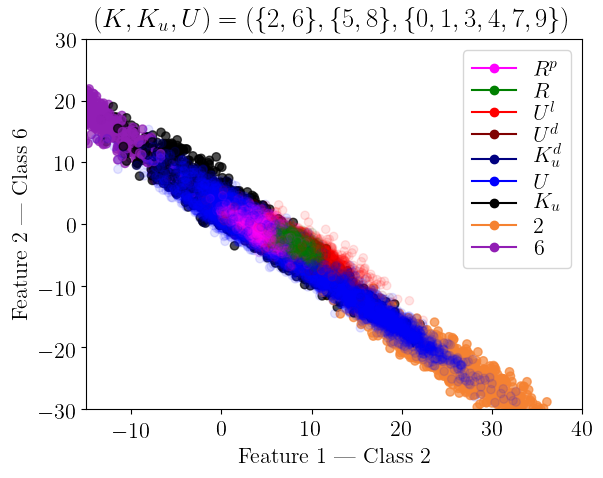 (K, K_u, U) = ({2, 6}, {5, 8}, {0, 1, 3, 4, 7, 9})
30
20
10
0
−10
−20
−30
Feature 2 — Class 6
R^p
R
U^l
U^d
K_u^d
U
K_u
2
6
−10
0
10
20
30
40
Feature 1 — Class 2